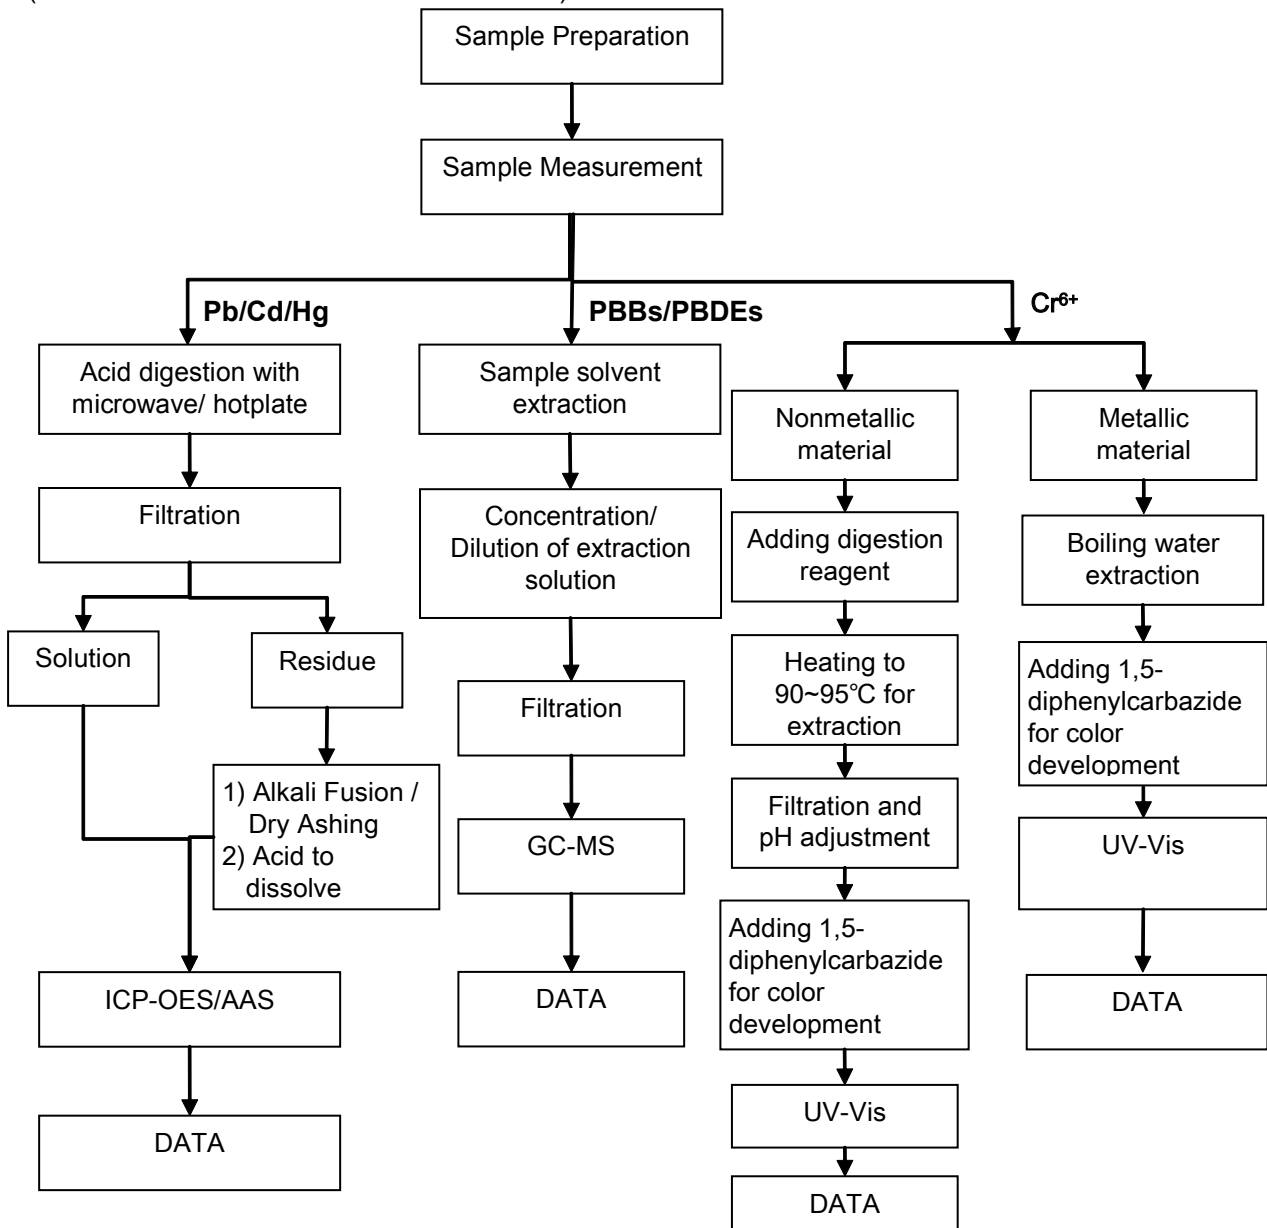 Sample Preparation
Sample Measurement
Pb/Cd/Hg
PBBs/PBDEs
Cr⁶⁺
Acid digestion with
microwave/ hotplate
Filtration
Solution
Residue
1) Alkali Fusion /
Dry Ashing
2) Acid to
dissolve
ICP-OES/AAS
DATA
Sample solvent
extraction
Concentration/
Dilution of extraction
solution
Filtration
GC-MS
DATA
Nonmetallic
material
Adding digestion
reagent
Heating to
90~95℃ for
extraction
Filtration and
pH adjustment
Adding 1,5-
diphenylcarbazide
for color
development
UV-Vis
DATA
Metallic
material
Boiling water
extraction
Adding 1,5-
diphenylcarbazide
for color
development
UV-Vis
DATA